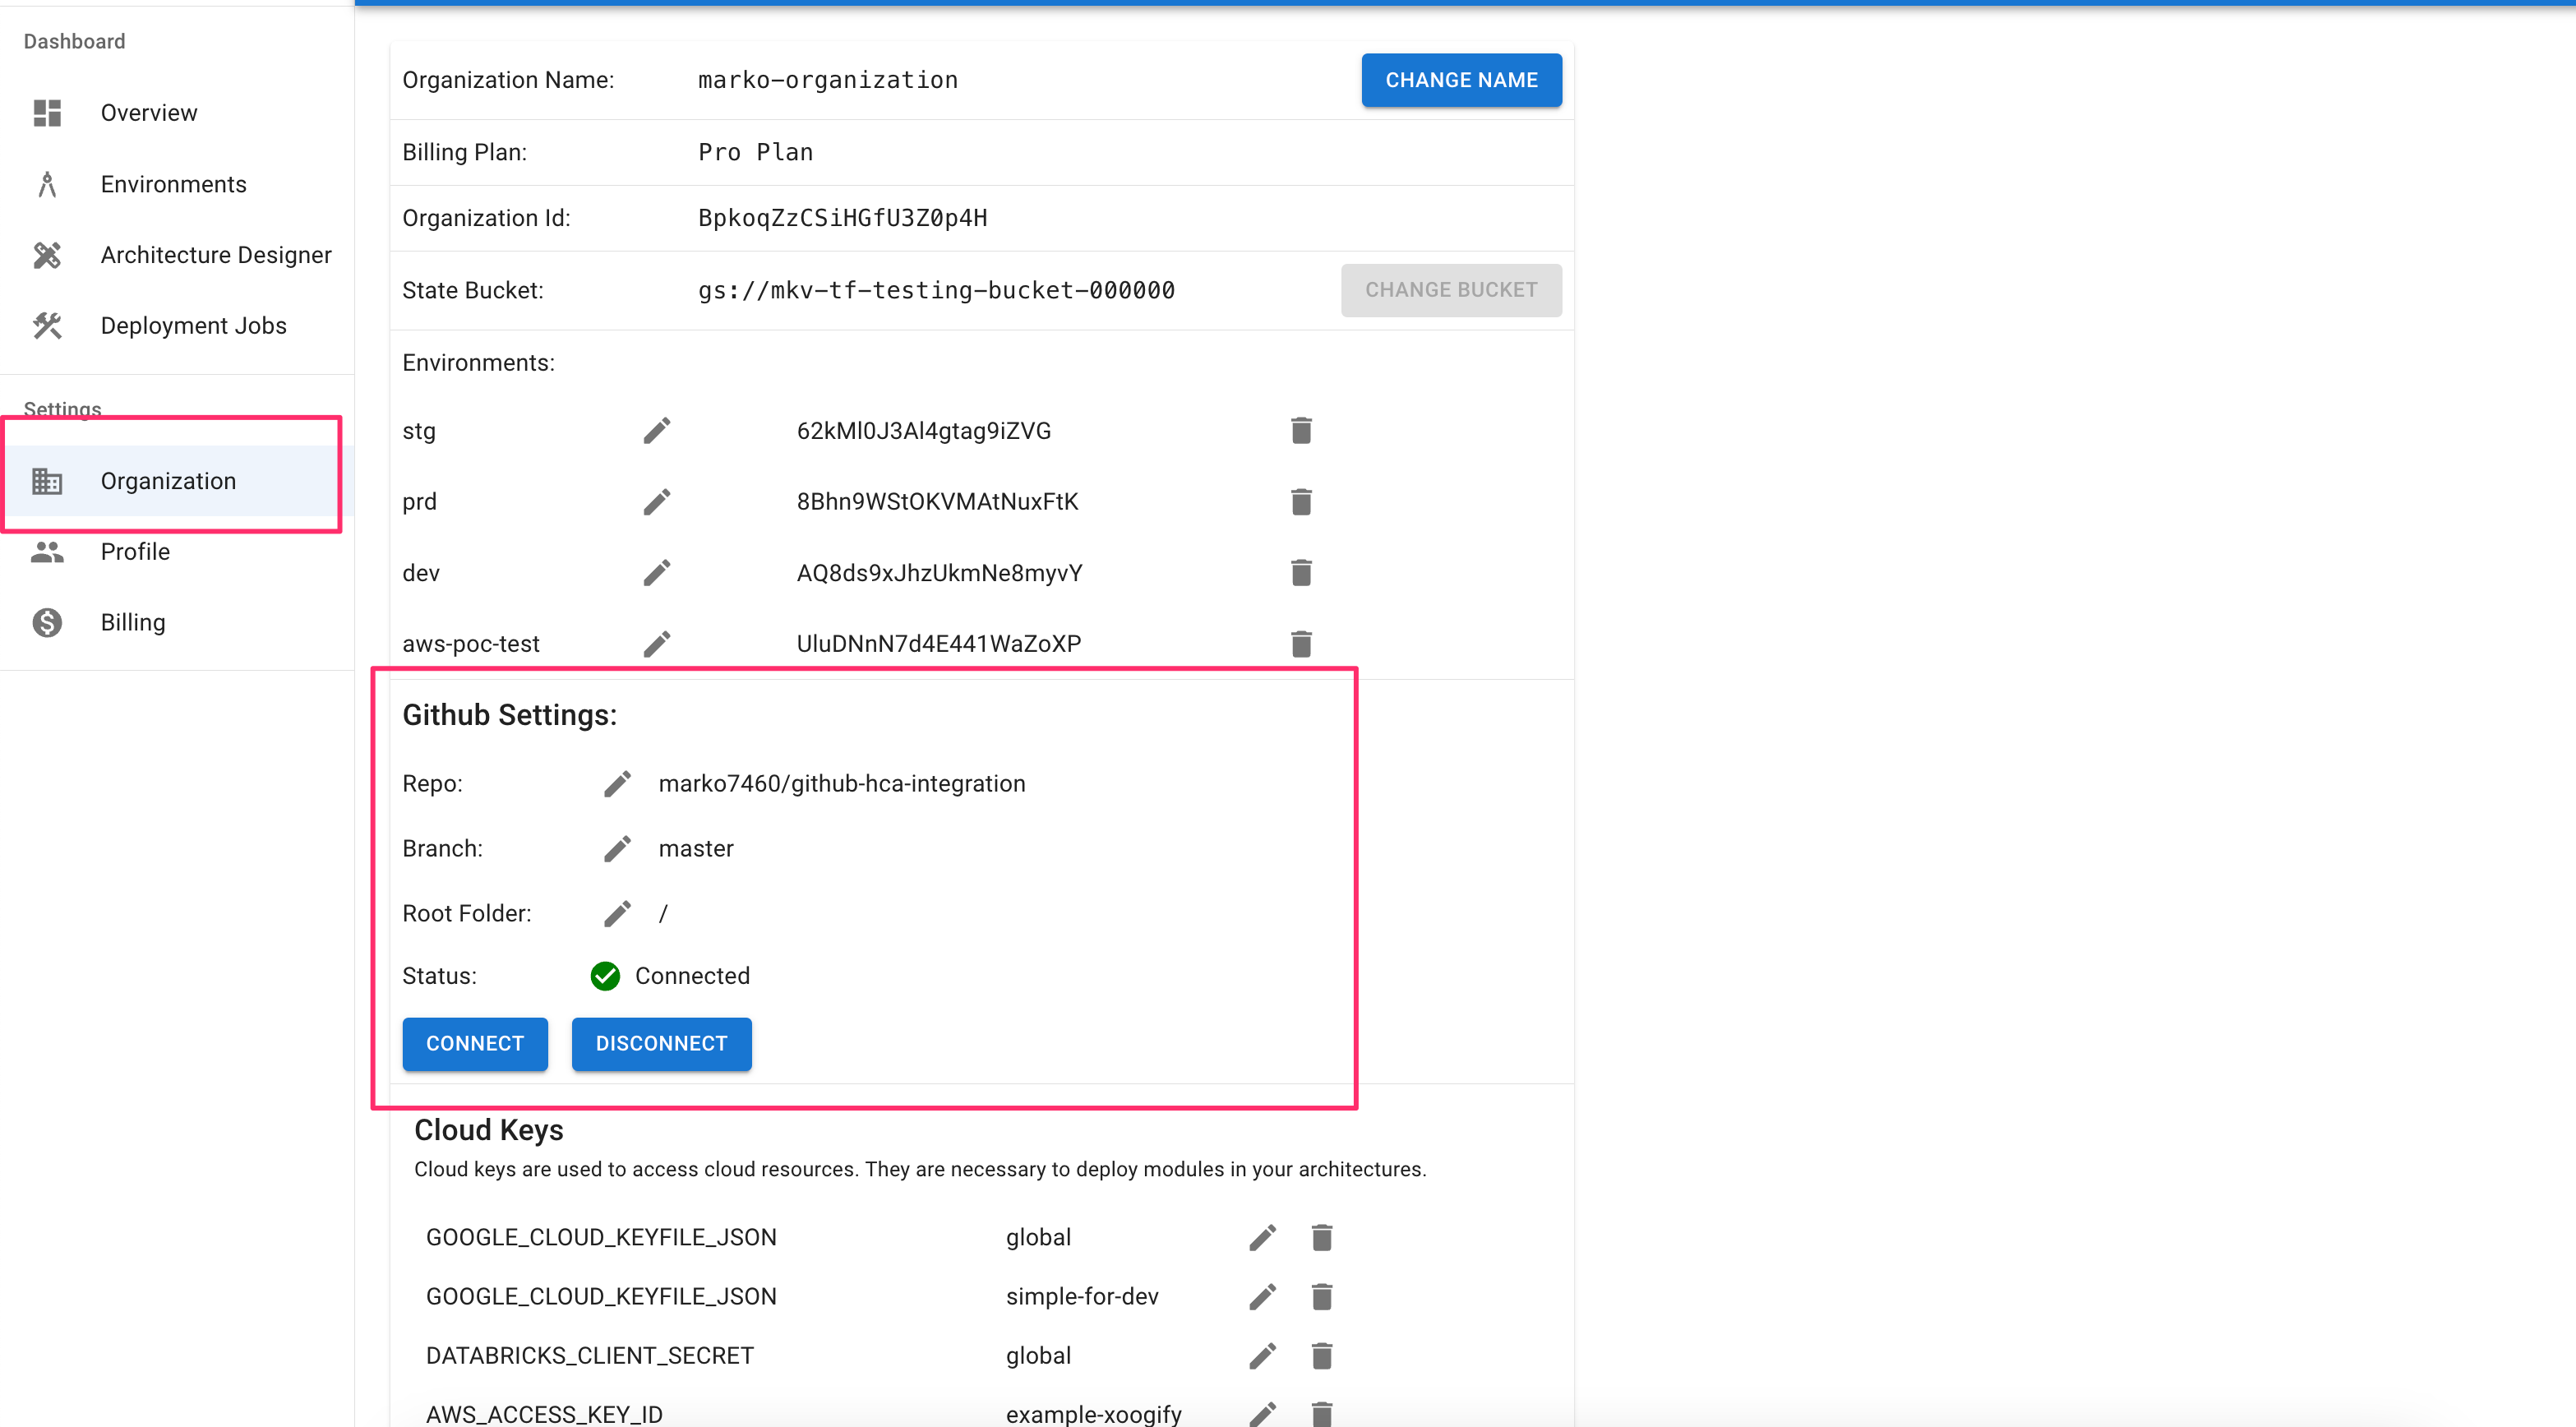 Dashboard
Overview
Environments
Architecture Designer
Deployment Jobs
Settings
Organization
Profile
Billing
Organization Name: marko-organization CHANGE NAME
Billing Plan: Pro Plan
Organization Id: BpkoqZzCSiHGfU3Z0p4H
State Bucket: gs://mkv-tf-testing-bucket-000000 CHANGE BUCKET
Environments:
stg 62kMl0J3Al4gtag9iZVG
prd 8Bhn9WStOKVMAtNuxFtK
dev AQ8ds9xJhzUkmNe8myvY
aws-poc-test UluDNnN7d4E441WaZoXP
Github Settings:
Repo: marko7460/github-hca-integration
Branch: master
Root Folder: /
Status: Connected
CONNECT DISCONNECT
Cloud Keys
Cloud keys are used to access cloud resources. They are necessary to deploy modules in your architectures.
GOOGLE_CLOUD_KEYFILE_JSON global
GOOGLE_CLOUD_KEYFILE_JSON simple-for-dev
DATABRICKS_CLIENT_SECRET global
AWS_ACCESS_KEY_ID example-xoogify